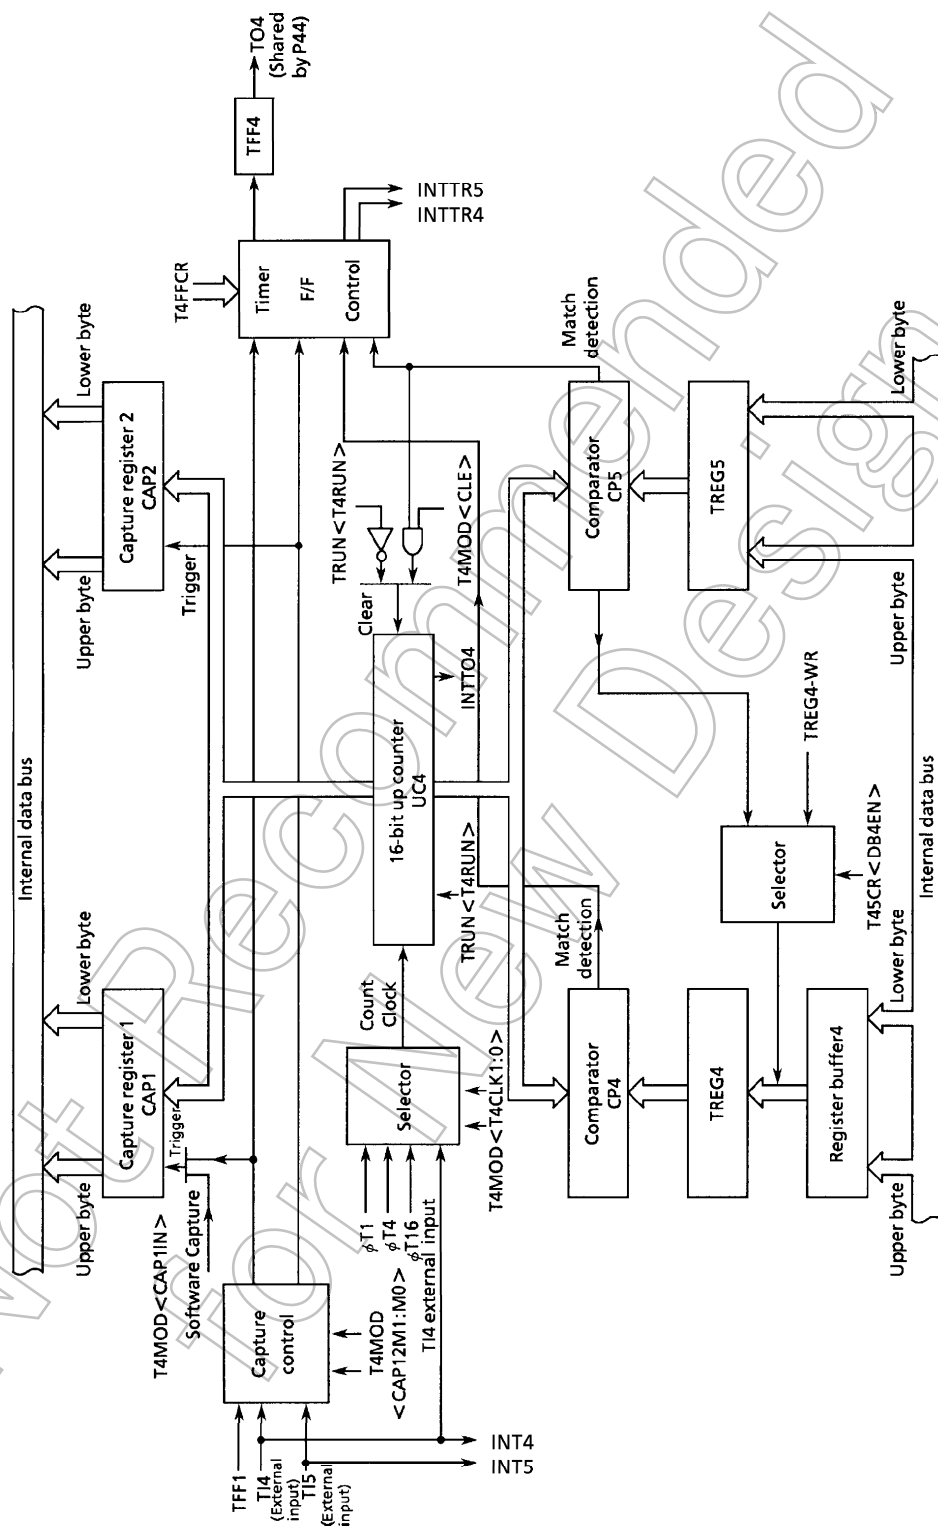 Internal data bus
Upper byte
Lower byte
Upper byte
Lower byte
Capture register 1
CAP1
Capture register 2
CAP2
T4MOD<CAP1IN>
Software Capture
Trigger
Trigger
TFF1
TI4
(External
input)
TI5
(External
input)
Capture
control
T4MOD
<CAP12M1:M0>
TI4 external input
INT4
INT5
ϕT1
ϕT4
ϕT16
Selector
T4MOD<T4CLK1:0>
Count
Clock
16-bit up counter
UC4
TRUN<T4RUN>
INTTO4
Clear
TRUN<T4RUN>
T4MOD<CLE>
T4FFCR
Timer
F/F
Control
TFF4
TO4
(Shared
by P44)
INTTR5
INTTR4
Match
detection
Match
detection
Comparator
CP4
Comparator
CP5
TREG4
TREG5
Register buffer4
Selector
TREG4-WR
T45CR<DB4EN>
Upper byte
Lower byte
Upper byte
Lower byte
Internal data bus
Not Recommended
for New Design